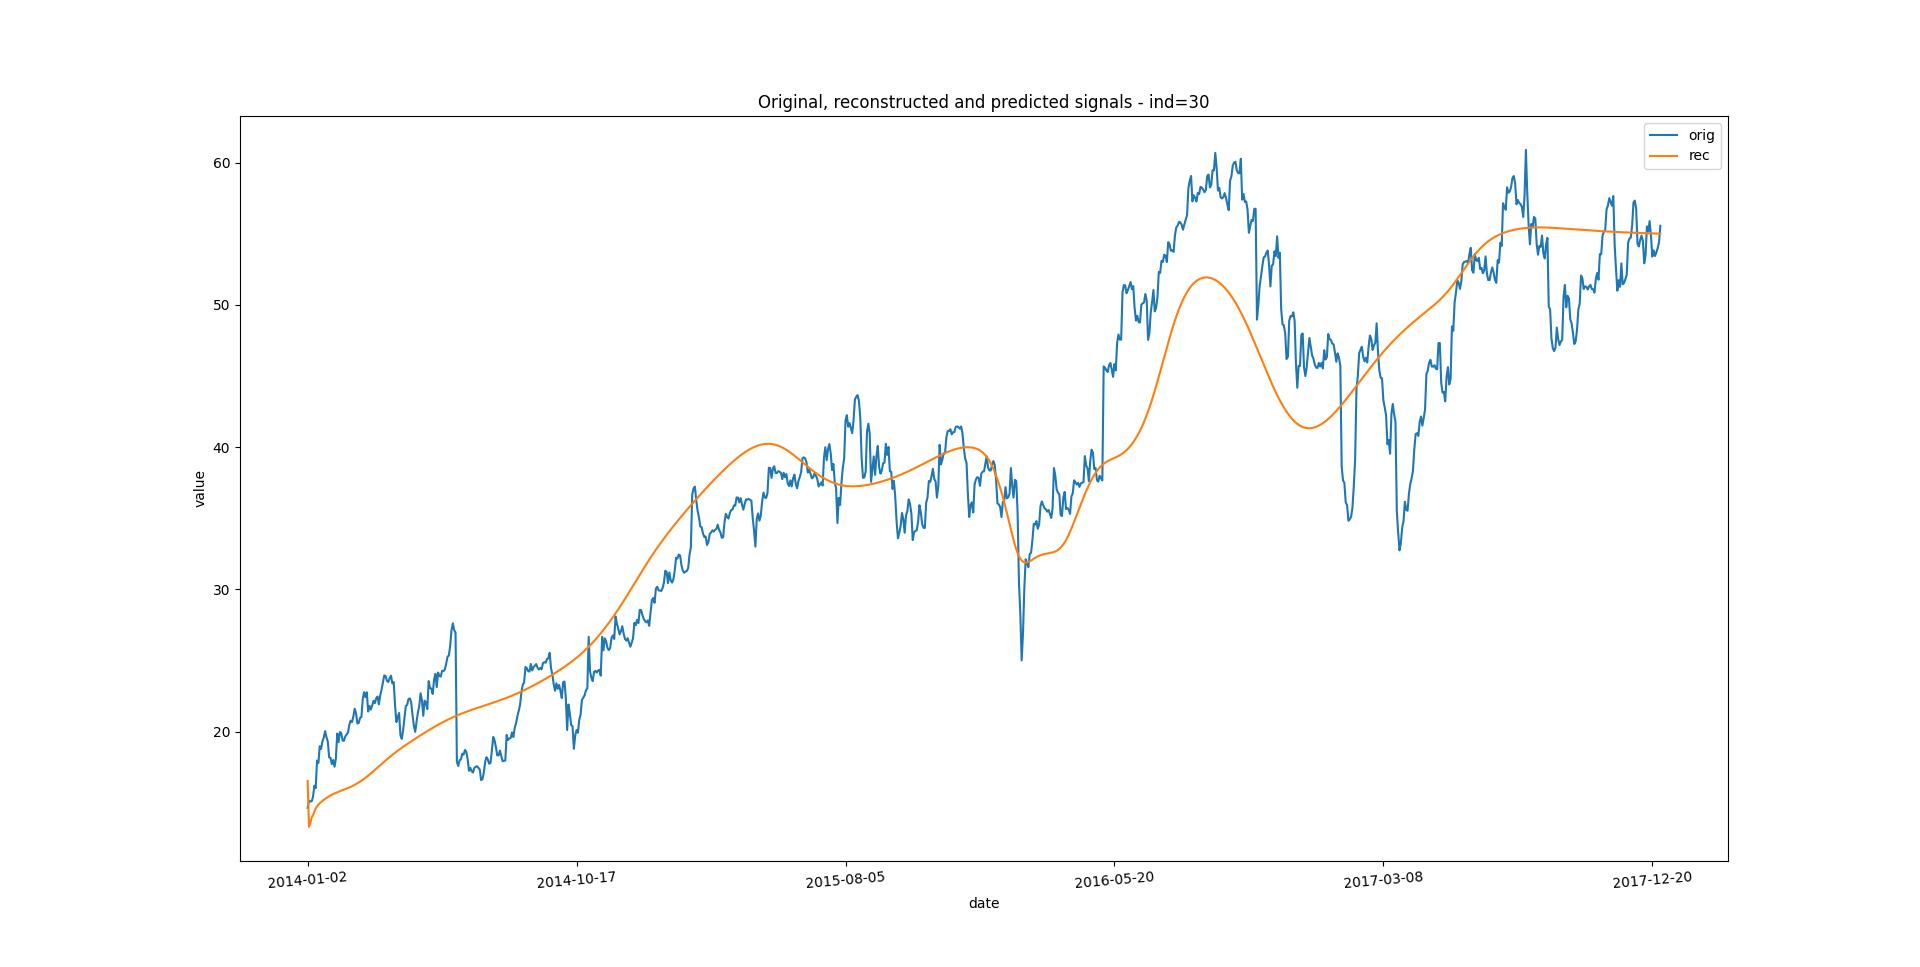 Original, reconstructed and predicted signals - ind=30
orig
rec
60
50
40
30
20
value
2014-01-02
2014-10-17
2015-08-05
2016-05-20
2017-03-08
2017-12-20
date